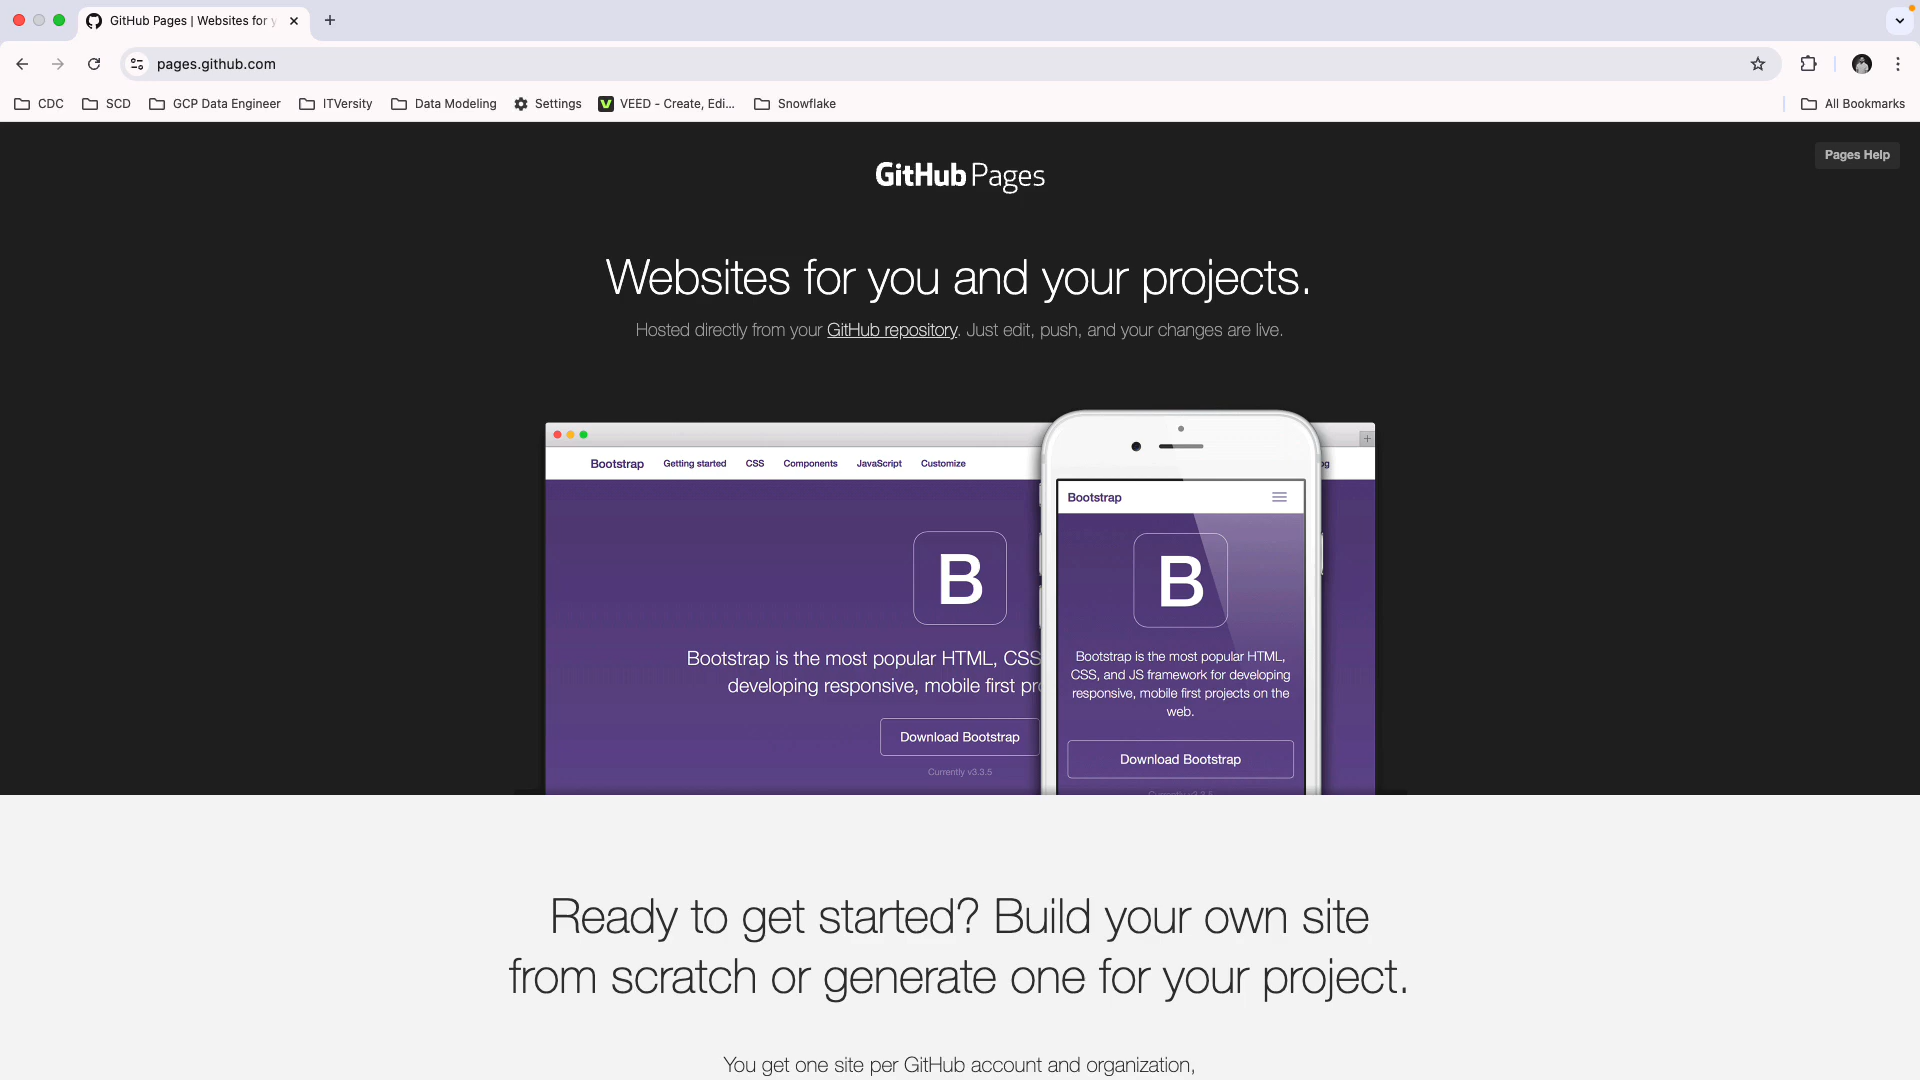 GitHub Pages | Websites for y
pages.github.com
CDC
SCD
GCP Data Engineer
ITVersity
Data Modeling
Settings
VEED - Create, Edi...
Snowflake
All Bookmarks
Pages Help
GitHub Pages
Websites for you and your projects.
Hosted directly from your GitHub repository. Just edit, push, and your changes are live.
Bootstrap
Getting started
CSS
Components
JavaScript
Customize
og
B
Bootstrap is the most popular HTML, CSS
developing responsive, mobile first pr
Download Bootstrap
Currently v3.3.5
Bootstrap
B
Bootstrap is the most popular HTML,
CSS, and JS framework for developing
responsive, mobile first projects on the
web.
Download Bootstrap
Currently v3.3.5
Ready to get started? Build your own site
from scratch or generate one for your project.
You get one site per GitHub account and organization,